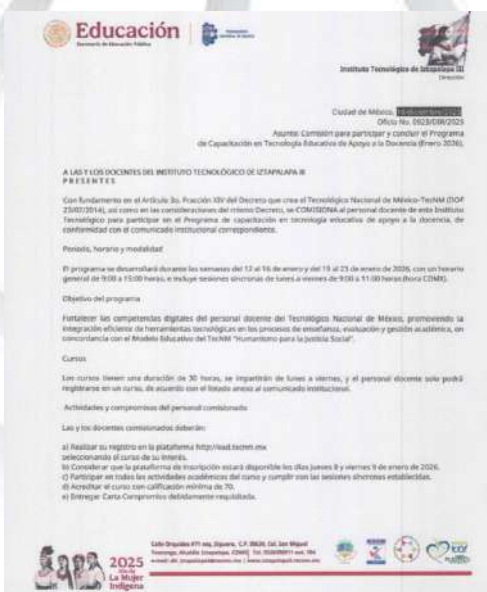 Educación
Secretaría de Educación Pública
Instituto Tecnológico de Iztapalapa III
Dirección
Ciudad de México,
Oficio No. 0923/DIR/2025
Asunto: Comisión para participar y concluir el Programa
de Capacitación en Tecnología Educativa de Apoyo a la Docencia (Enero 2026).
A LAS Y LOS DOCENTES DEL INSTITUTO TECNOLÓGICO DE IZTAPALAPA III
P R E S E N T E S
Con fundamento en el Artículo 3o. Fracción XIV del Decreto que crea el Tecnológico Nacional de México-TecNM (DOF
23/07/2014), así como en las consideraciones del mismo Decreto, se COMISIONA al personal docente de este Instituto
Tecnológico para participar en el Programa de capacitación en tecnología educativa de apoyo a la docencia, de
conformidad con el comunicado institucional correspondiente.
Periodo, horario y modalidad
El programa se desarrollará durante las semanas del 12 al 16 de enero y del 19 al 23 de enero de 2026, con un horario
general de 9:00 a 15:00 horas, e incluye sesiones síncronas de lunes a viernes de 9:00 a 11:00 horas (hora CDMX).
Objetivo del programa
Fortalecer las competencias digitales del personal docente del Tecnológico Nacional de México, promoviendo la
integración eficiente de herramientas tecnológicas en los procesos de enseñanza, evaluación y gestión académica, en
concordancia con el Modelo Educativo del TecNM "Humanismo para la Justicia Social".
Cursos
Los cursos tienen una duración de 30 horas, se impartirán de lunes a viernes, y el personal docente solo podrá
registrarse en un curso, de acuerdo con el listado anexo al comunicado institucional.
Actividades y compromisos del personal comisionado
Las y los docentes comisionados deberán:
a) Realizar su registro en la plataforma http://ead.tecnm.mx
seleccionando el curso de su interés.
b) Considerar que la plataforma de inscripción estará disponible los días jueves 8 y viernes 9 de enero de 2026.
c) Participar en todas las actividades académicas del curso y cumplir con las sesiones síncronas establecidas.
d) Acreditar el curso con calificación mínima de 70.
e) Entregar Carta Compromiso debidamente requisitada.
2025
Año de
La Mujer
Indígena